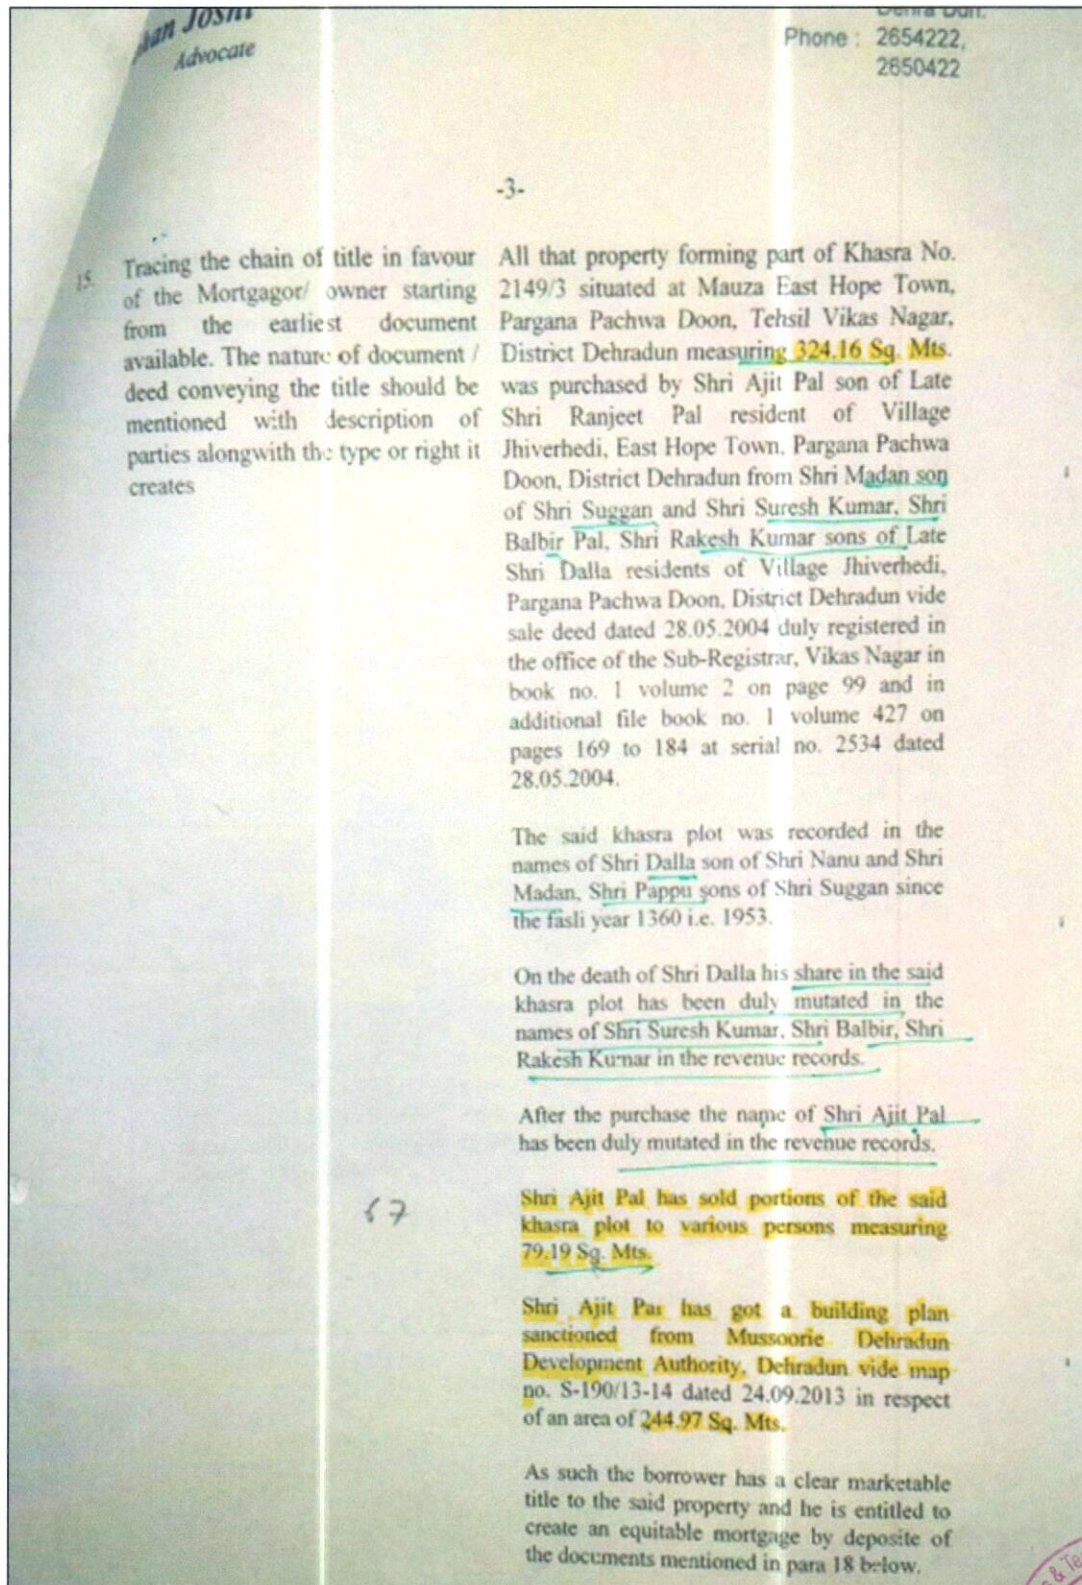 han Joshi
Advocate
Dehra Dun.
Phone : 2654222,
2650422
-3-
15. Tracing the chain of title in favour
of the Mortgagor/ owner starting
from the earliest document
available. The nature of document /
deed conveying the title should be
mentioned with description of
parties alongwith the type or right it
creates
All that property forming part of Khasra No.
2149/3 situated at Mauza East Hope Town,
Pargana Pachwa Doon, Tehsil Vikas Nagar,
District Dehradun measuring 324.16 Sq. Mts.
was purchased by Shri Ajit Pal son of Late
Shri Ranjeet Pal resident of Village
Jhiverhedi, East Hope Town, Pargana Pachwa
Doon, District Dehradun from Shri Madan son
of Shri Suggan and Shri Suresh Kumar, Shri
Balbir Pal, Shri Rakesh Kumar sons of Late
Shri Dalla residents of Village Jhiverhedi,
Pargana Pachwa Doon, District Dehradun vide
sale deed dated 28.05.2004 duly registered in
the office of the Sub-Registrar, Vikas Nagar in
book no. 1 volume 2 on page 99 and in
additional file book no. 1 volume 427 on
pages 169 to 184 at serial no. 2534 dated
28.05.2004.
The said khasra plot was recorded in the
names of Shri Dalla son of Shri Nanu and Shri
Madan, Shri Pappu sons of Shri Suggan since
the fasli year 1360 i.e. 1953.
On the death of Shri Dalla his share in the said
khasra plot has been duly mutated in the
names of Shri Suresh Kumar, Shri Balbir, Shri
Rakesh Kumar in the revenue records.
After the purchase the name of Shri Ajit Pal
has been duly mutated in the revenue records.
67
Shri Ajit Pal has sold portions of the said
khasra plot to various persons measuring
79.19 Sq. Mts.
Shri Ajit Pal has got a building plan
sanctioned from Mussoorie Dehradun
Development Authority, Dehradun vide map
no. S-190/13-14 dated 24.09.2013 in respect
of an area of 244.97 Sq. Mts.
As such the borrower has a clear marketable
title to the said property and he is entitled to
create an equitable mortgage by deposite of
the documents mentioned in para 18 below.